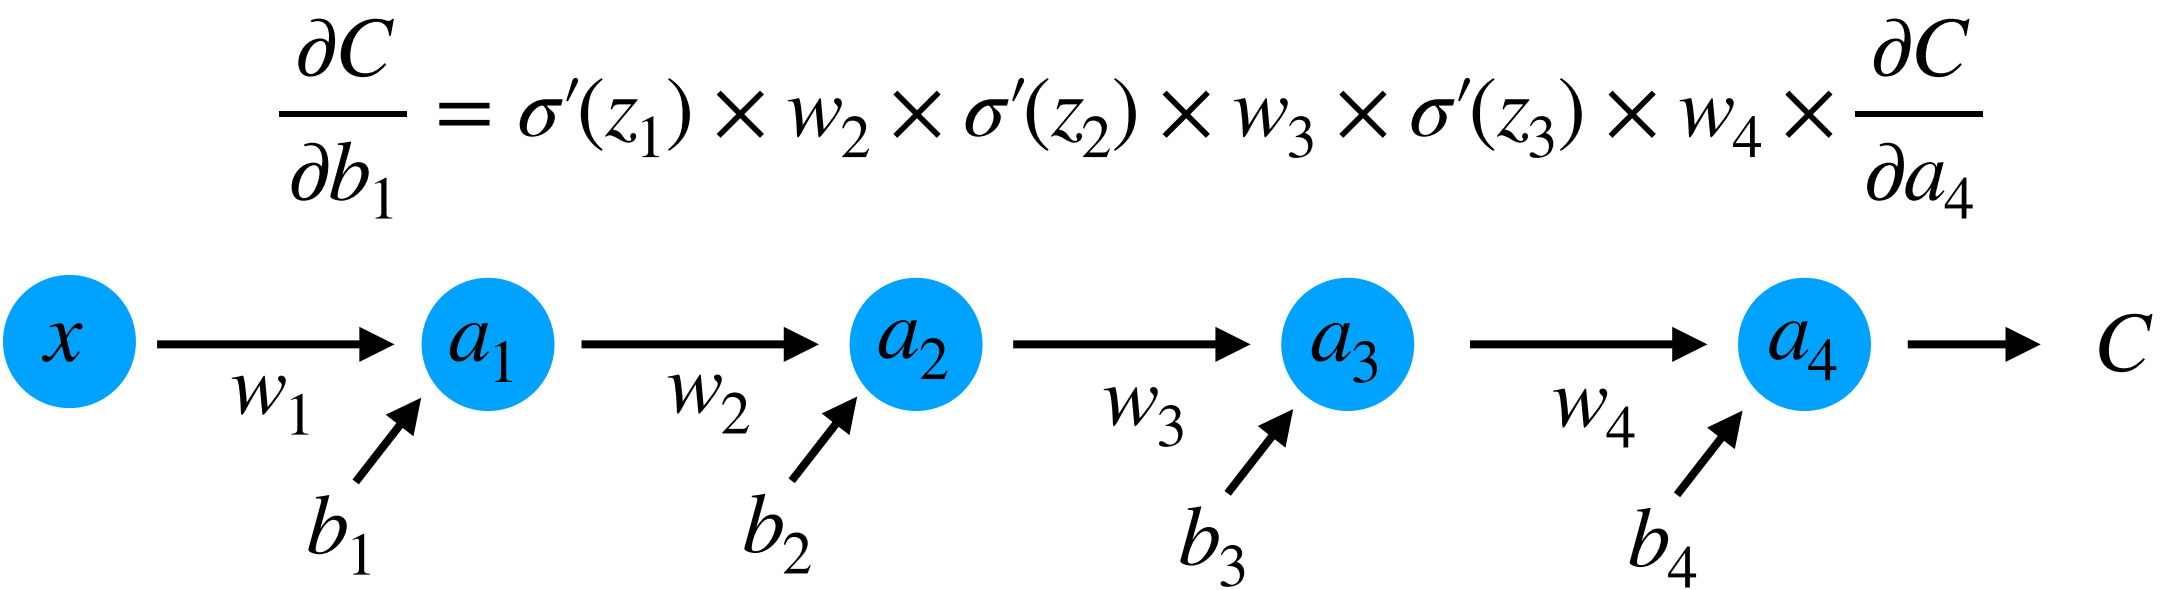 ∂C/∂b₁ = σ′(z₁) × w₂ × σ′(z₂) × w₃ × σ′(z₃) × w₄ × ∂C/∂a₄
x a₁ a₂ a₃ a₄ C
w₁ w₂ w₃ w₄
b₁ b₂ b₃ b₄